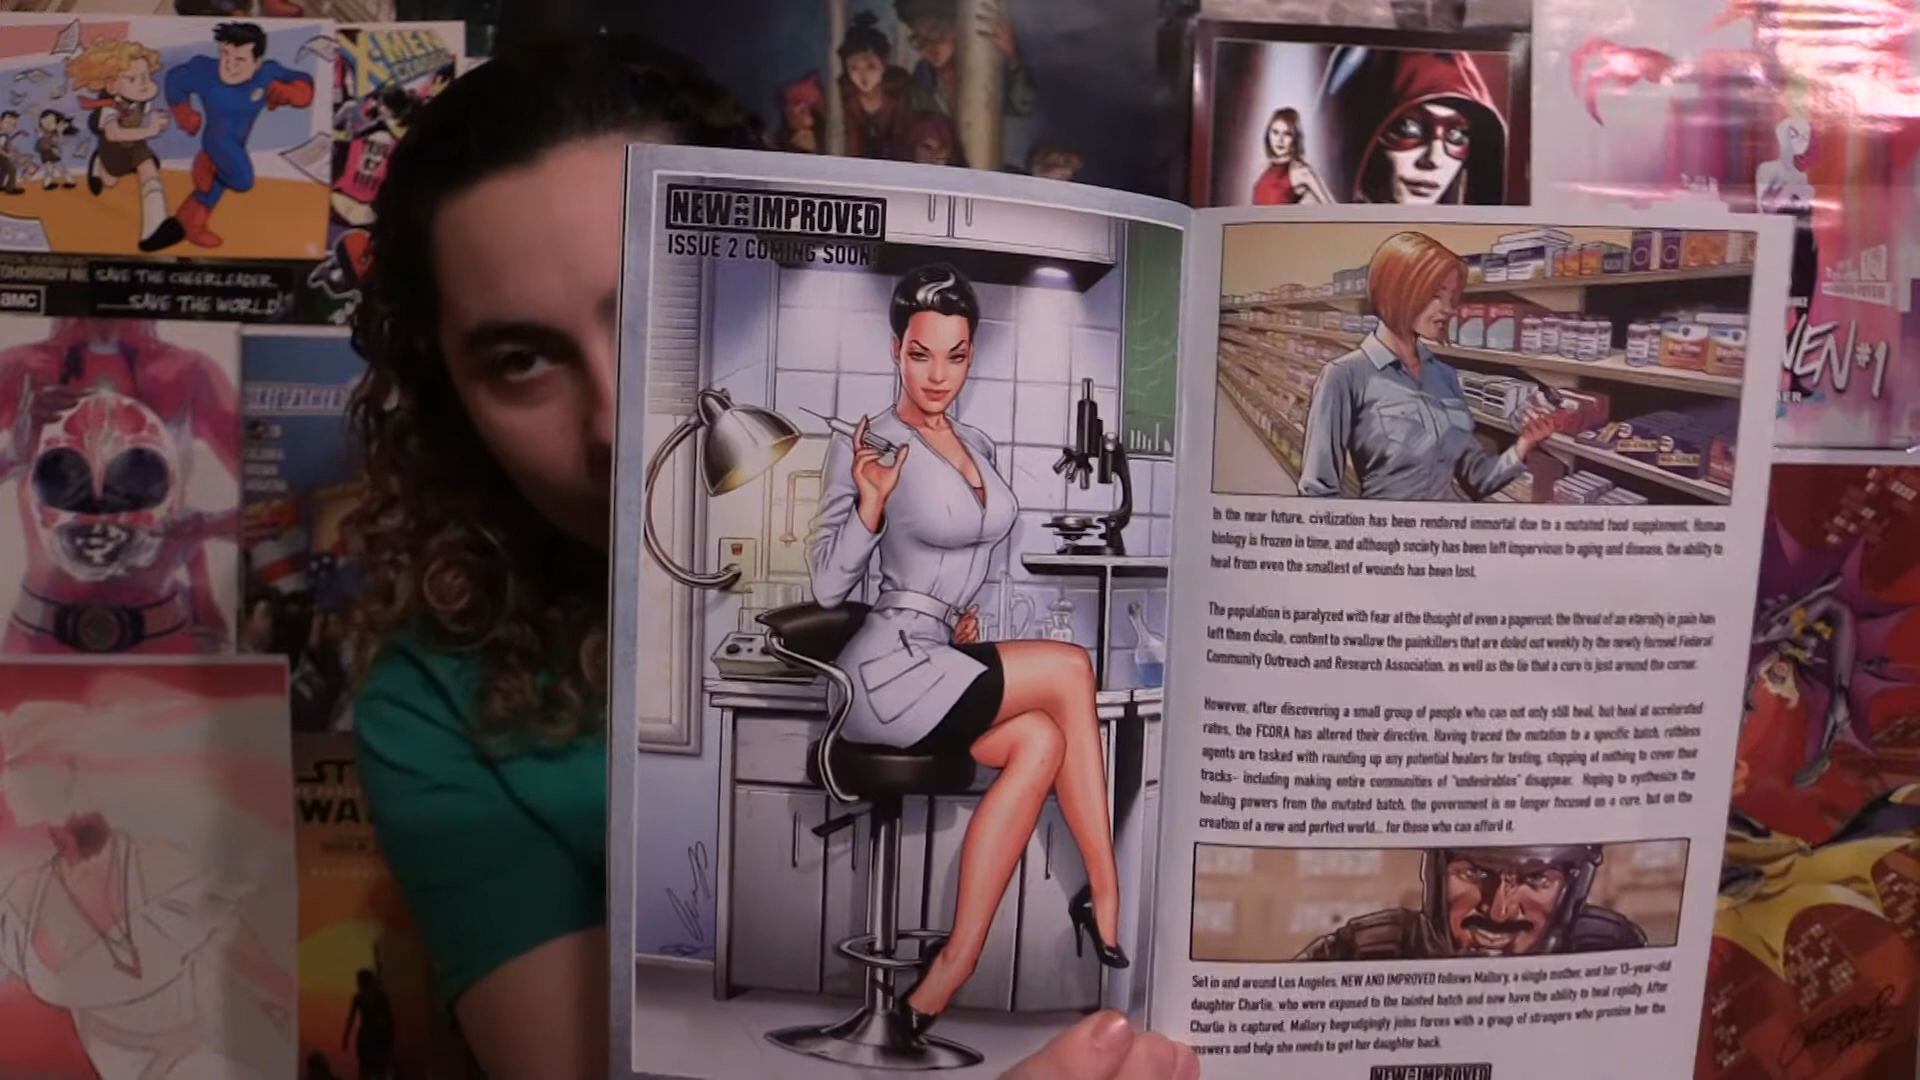 X-MEN
SAVE THE CHEERLEADER...
...SAVE THE WORLD!
amc
STAR
WARS
NEW AND IMPROVED
ISSUE 2 COMING SOON!
In the near future, civilization has been rendered immortal due to a mutated food supplement. Human
biology is frozen in time, and although society has been left impervious to aging and disease, the ability to
heal from even the smallest of wounds has been lost.
The population is paralyzed with fear at the thought of even a papercut; the threat of an eternity in pain has
left them docile, content to swallow the painkillers that are doled out weekly by the newly formed Federal
Community Outreach and Research Association, as well as the lie that a cure is just around the corner.
However, after discovering a small group of people who can not only still heal, but heal at accelerated
rates, the FCORA has altered their directive. Having traced the mutation to a specific batch, ruthless
agents are tasked with rounding up any potential healers for testing, stopping at nothing to cover their
tracks- including making entire communities of "undesirables" disappear. Hoping to synthesize the
healing powers from the mutated batch, the government is no longer focused on a cure, but on the
creation of a new and perfect world... for those who can afford it.
Set in and around Los Angeles, NEW AND IMPROVED follows Mallory, a single mother, and her 13-year-old
daughter Charlie, who were exposed to the tainted batch and now have the ability to heal rapidly. After
Charlie is captured, Mallory begrudgingly joins forces with a group of strangers who promise her the
answers and help she needs to get her daughter back.
NEW AND IMPROVED
VEN #1